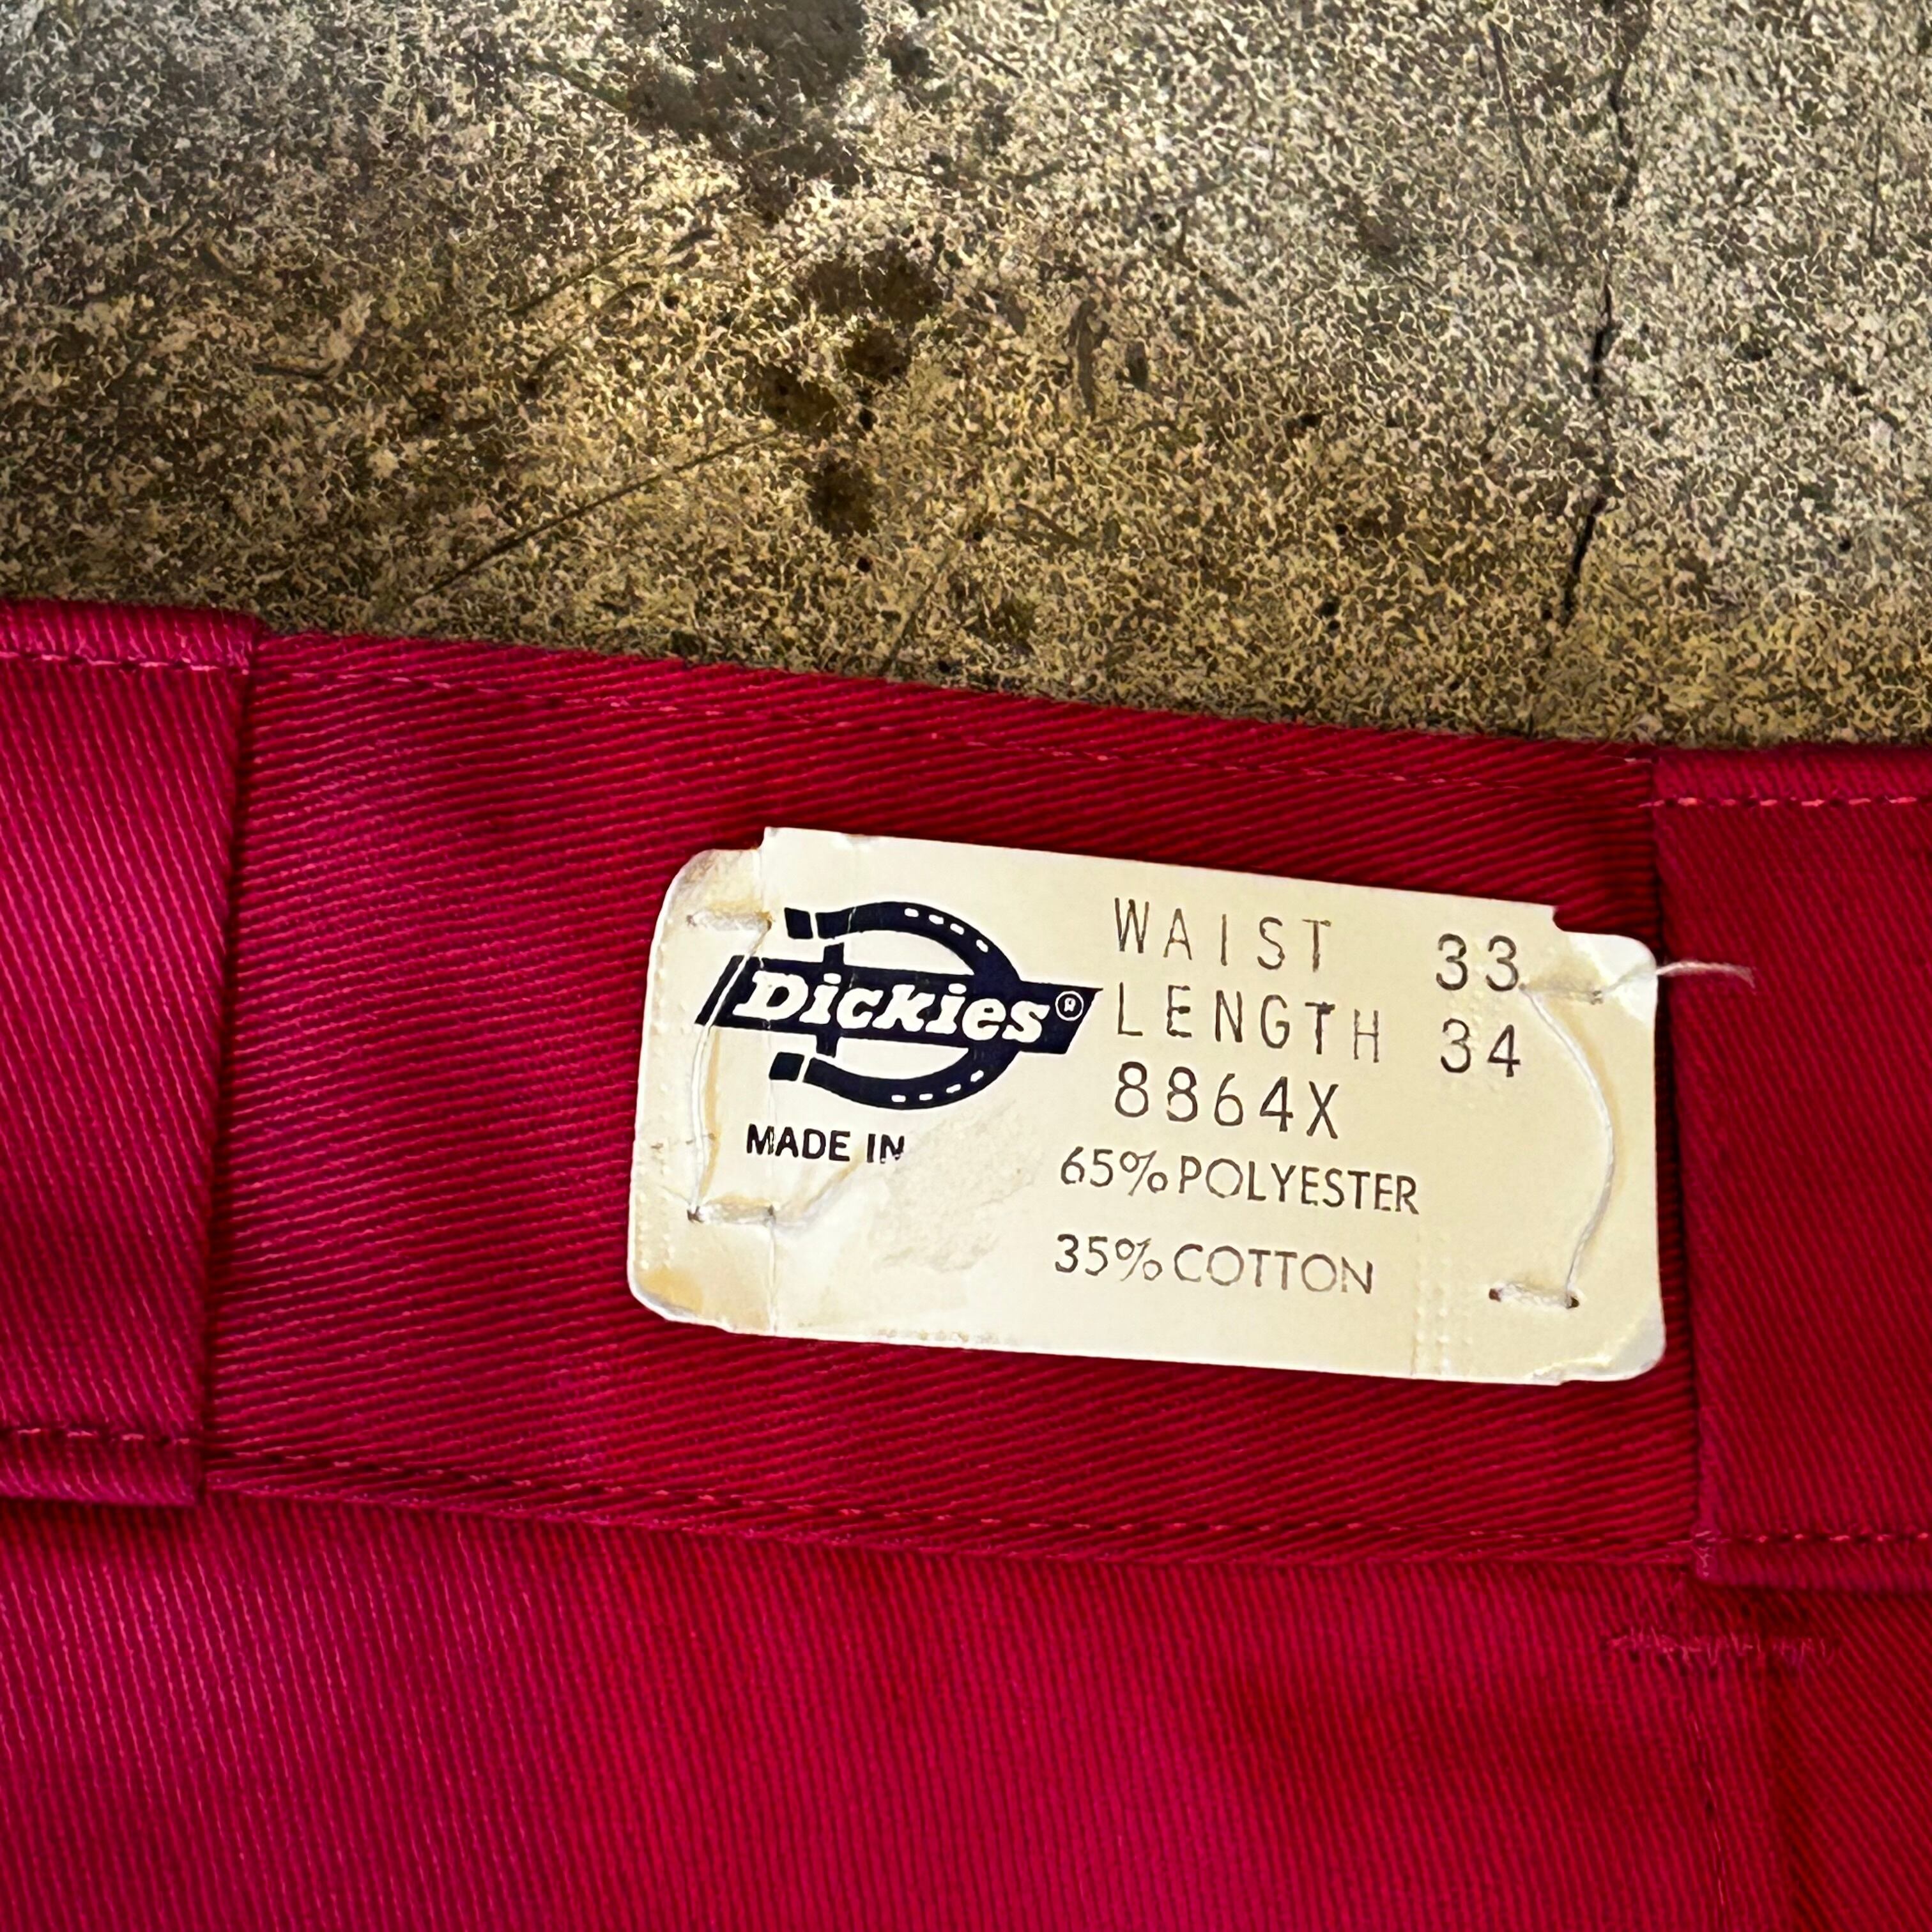 Dickies®
MADE IN
WAIST 33
LENGTH 34
8864X
65% POLYESTER
35% COTTON